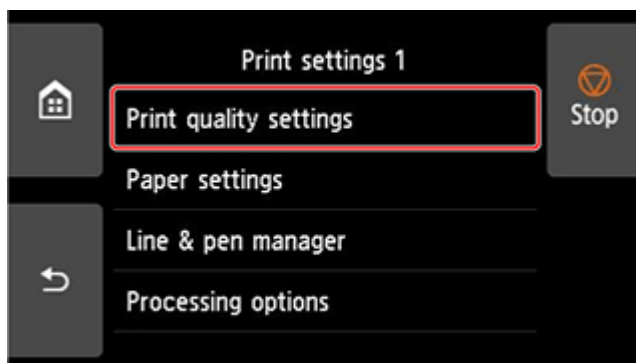 Print settings 1
Stop
Print quality settings
Paper settings
Line & pen manager
Processing options